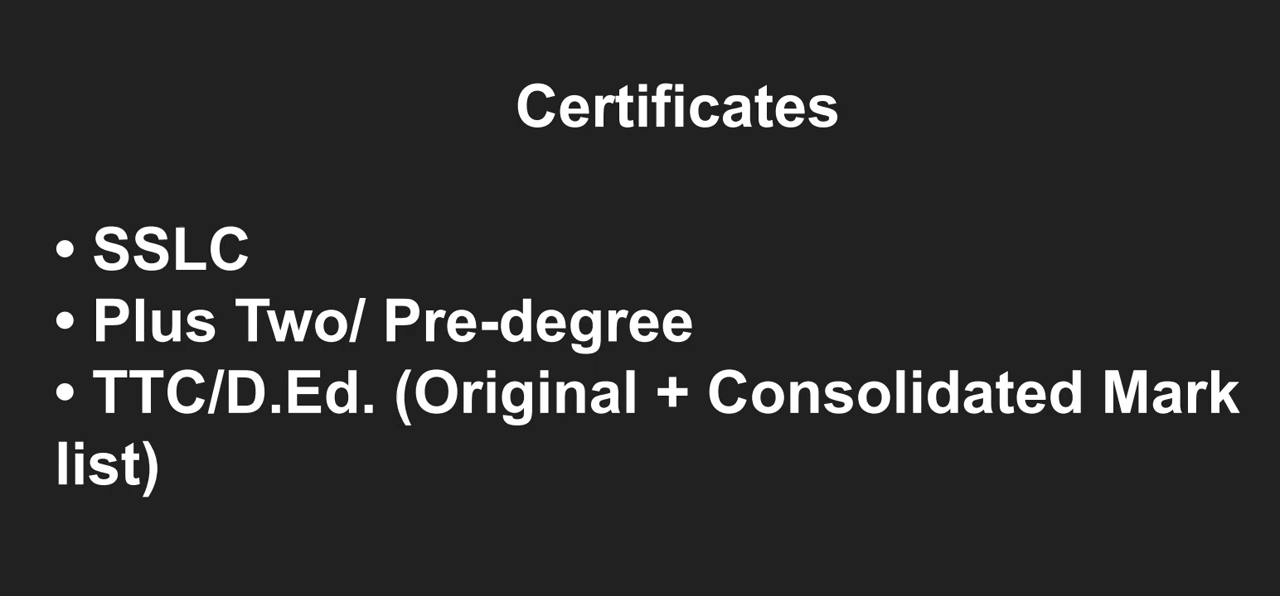 Certificates
• SSLC
• Plus Two/ Pre-degree
• TTC/D.Ed. (Original + Consolidated Mark
list)